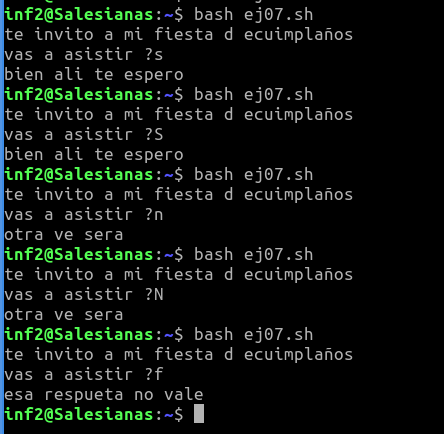 inf2@Salesianas:~$ bash ej07.sh
te invito a mi fiesta d ecuimplaños
vas a asistir ?s
bien ali te espero
inf2@Salesianas:~$ bash ej07.sh
te invito a mi fiesta d ecuimplaños
vas a asistir ?S
bien ali te espero
inf2@Salesianas:~$ bash ej07.sh
te invito a mi fiesta d ecuimplaños
vas a asistir ?n
otra ve sera
inf2@Salesianas:~$ bash ej07.sh
te invito a mi fiesta d ecuimplaños
vas a asistir ?N
otra ve sera
inf2@Salesianas:~$ bash ej07.sh
te invito a mi fiesta d ecuimplaños
vas a asistir ?f
esa respueta no vale
inf2@Salesianas:~$